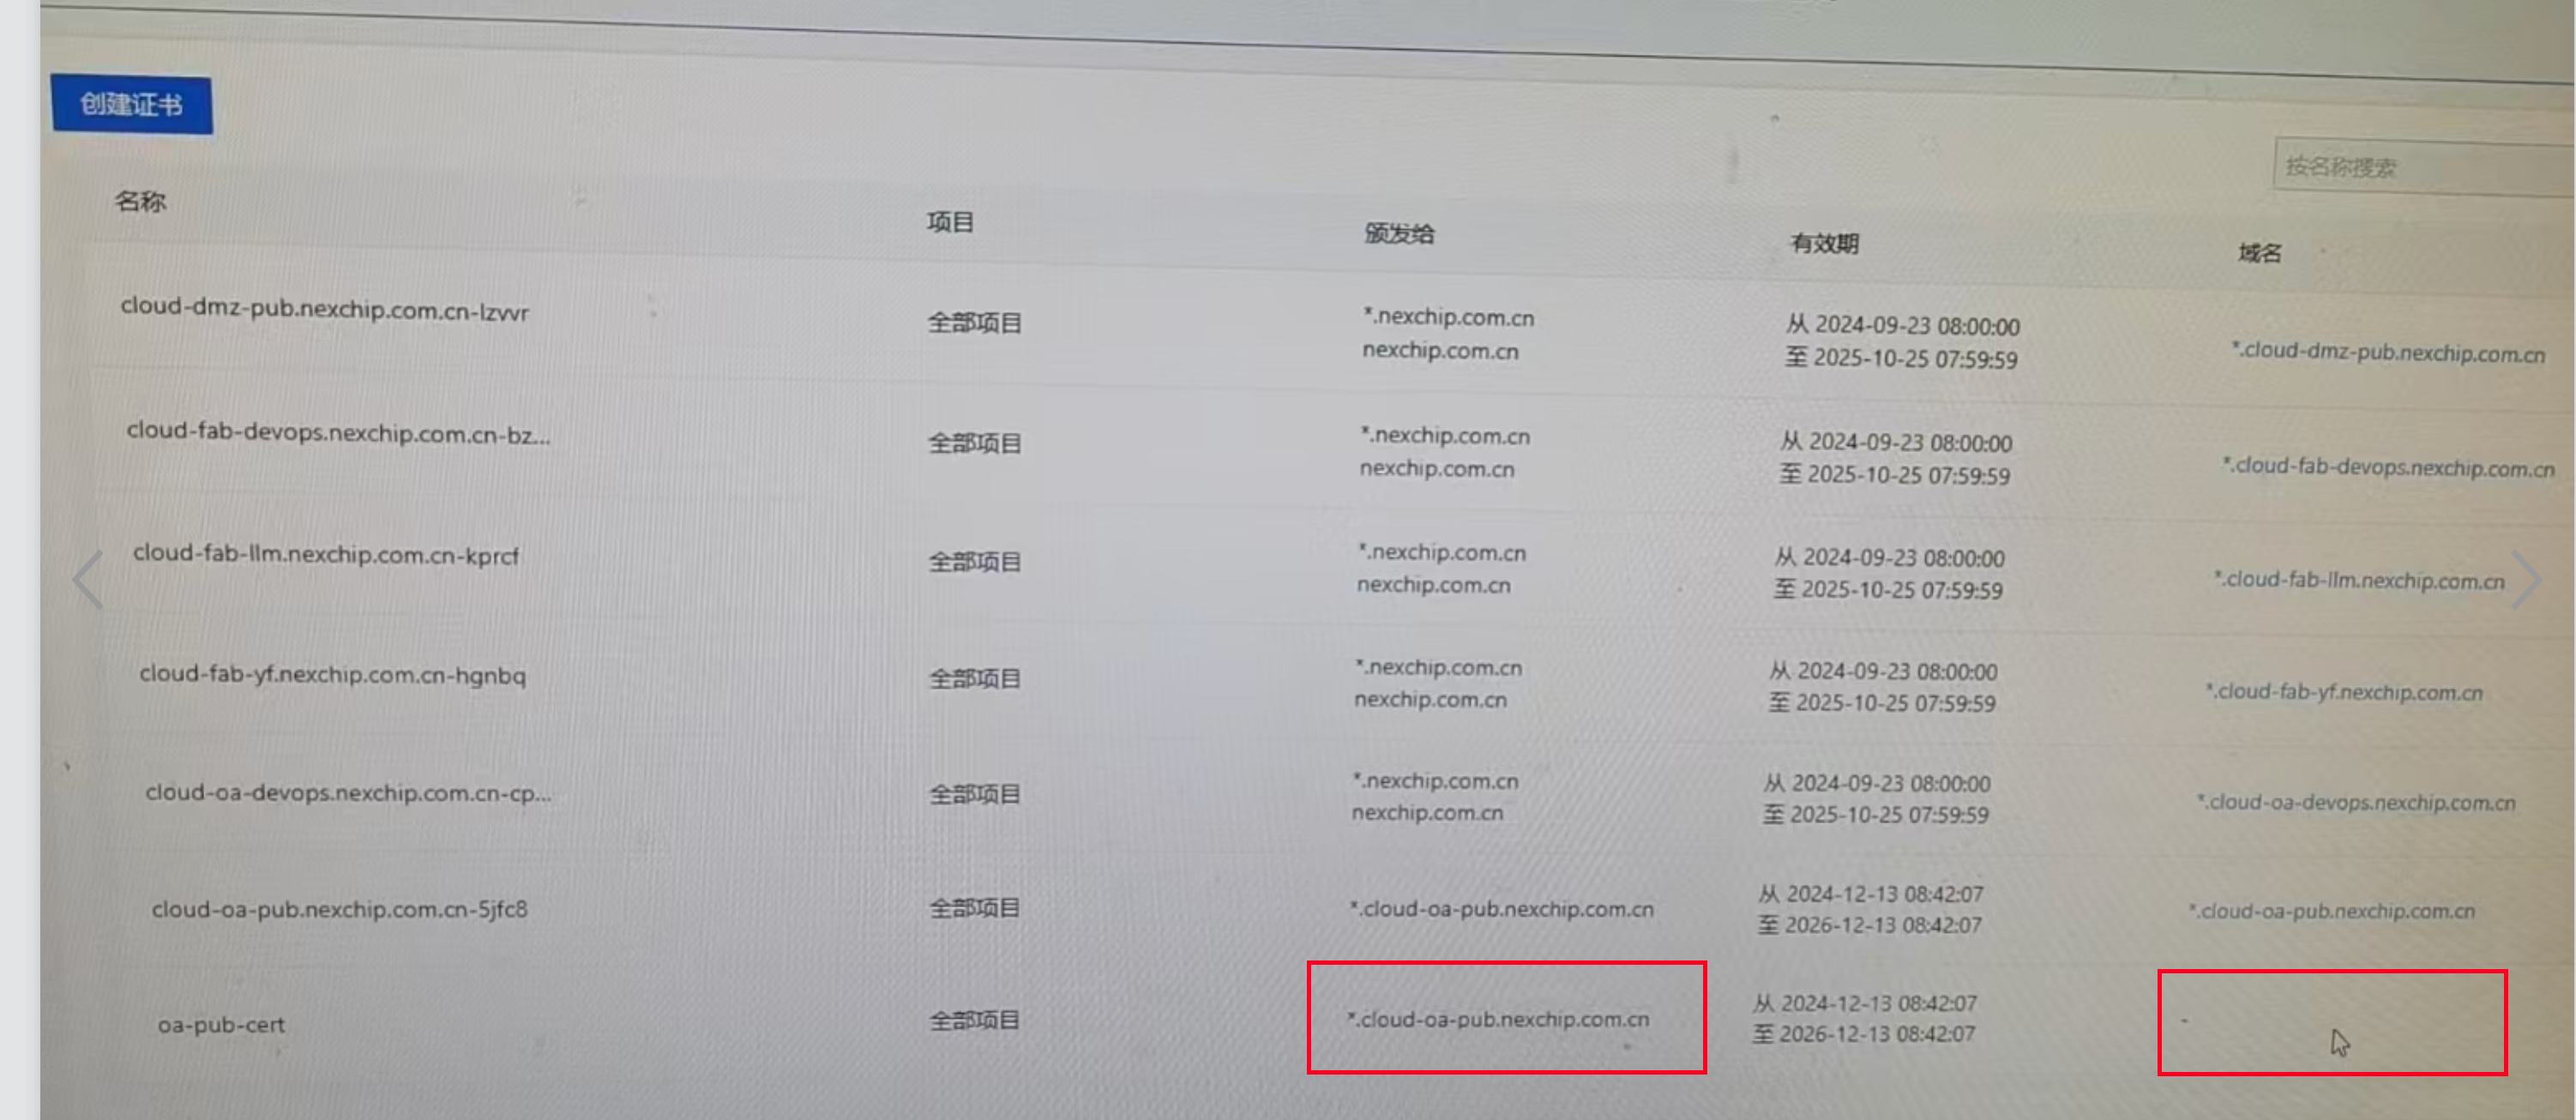 创建证书
按名称搜索
名称
项目
颁发给
有效期
域名
cloud-dmz-pub.nexchip.com.cn-lzvvr
全部项目
*.nexchip.com.cn
nexchip.com.cn
从 2024-09-23 08:00:00
至 2025-10-25 07:59:59
*.cloud-dmz-pub.nexchip.com.cn
cloud-fab-devops.nexchip.com.cn-bz...
全部项目
*.nexchip.com.cn
nexchip.com.cn
从 2024-09-23 08:00:00
至 2025-10-25 07:59:59
*.cloud-fab-devops.nexchip.com.cn
cloud-fab-llm.nexchip.com.cn-kprcf
全部项目
*.nexchip.com.cn
nexchip.com.cn
从 2024-09-23 08:00:00
至 2025-10-25 07:59:59
*.cloud-fab-llm.nexchip.com.cn
cloud-fab-yf.nexchip.com.cn-hgnbq
全部项目
*.nexchip.com.cn
nexchip.com.cn
从 2024-09-23 08:00:00
至 2025-10-25 07:59:59
*.cloud-fab-yf.nexchip.com.cn
cloud-oa-devops.nexchip.com.cn-cp...
全部项目
*.nexchip.com.cn
nexchip.com.cn
从 2024-09-23 08:00:00
至 2025-10-25 07:59:59
*.cloud-oa-devops.nexchip.com.cn
cloud-oa-pub.nexchip.com.cn-5jfc8
全部项目
*.cloud-oa-pub.nexchip.com.cn
从 2024-12-13 08:42:07
至 2026-12-13 08:42:07
*.cloud-oa-pub.nexchip.com.cn
oa-pub-cert
全部项目
*.cloud-oa-pub.nexchip.com.cn
从 2024-12-13 08:42:07
至 2026-12-13 08:42:07
-